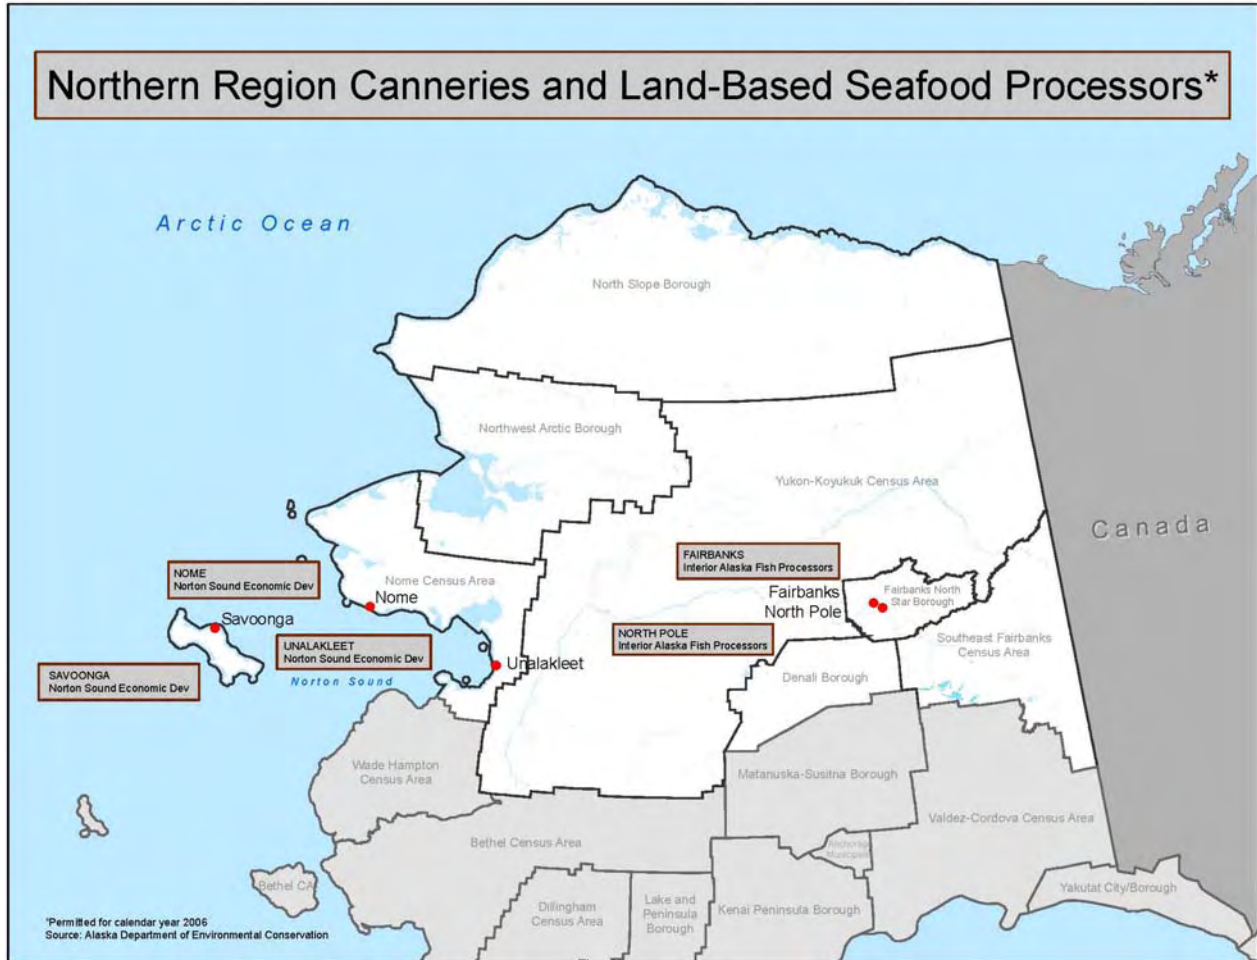 Northern Region Canneries and Land-Based Seafood Processors*
Arctic Ocean
North Slope Borough
Northwest Arctic Borough
Yukon-Koyukuk Census Area
Canada
NOME
Norton Sound Economic Dev
Nome Census Area
Nome
FAIRBANKS
Interior Alaska Fish Processors
Fairbanks
North Pole
Fairbanks North
Star Borough
Savoonga
UNALAKLEET
Norton Sound Economic Dev
Unalakleet
NORTH POLE
Interior Alaska Fish Processors
Southeast Fairbanks
Census Area
SAVOONGA
Norton Sound Economic Dev
Norton Sound
Denali Borough
Wade Hampton
Census Area
Matanuska-Susitna Borough
Valdez-Cordova Census Area
Bethel Census Area
Anchorage
Municipality
Bethel CA
Dillingham
Census Area
Lake and
Peninsula
Borough
Kenai Peninsula Borough
Yakutat City/Borough
*Permitted for calendar year 2006
Source: Alaska Department of Environmental Conservation